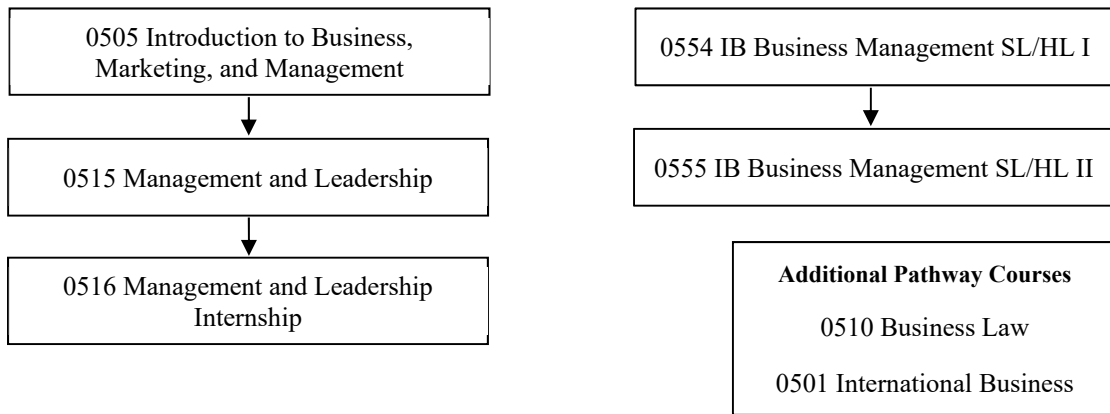 0505 Introduction to Business,
Marketing, and Management
0515 Management and Leadership
0516 Management and Leadership
Internship
0554 IB Business Management SL/HL I
0555 IB Business Management SL/HL II
Additional Pathway Courses
0510 Business Law
0501 International Business